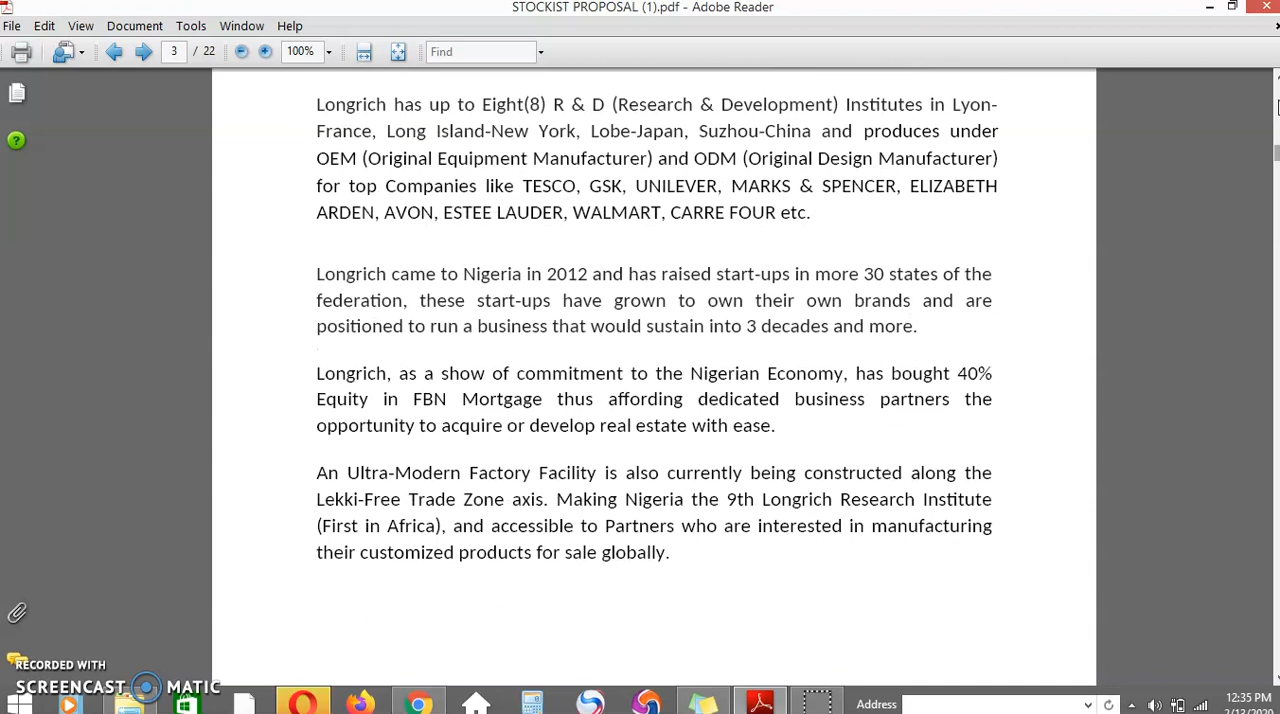 STOCKIST PROPOSAL (1).pdf - Adobe Reader
File Edit View Document Tools Window Help
3 / 22 100% Find
Longrich has up to Eight(8) R & D (Research & Development) Institutes in Lyon-
France, Long Island-New York, Lobe-Japan, Suzhou-China and produces under
OEM (Original Equipment Manufacturer) and ODM (Original Design Manufacturer)
for top Companies like TESCO, GSK, UNILEVER, MARKS & SPENCER, ELIZABETH
ARDEN, AVON, ESTEE LAUDER, WALMART, CARRE FOUR etc.
Longrich came to Nigeria in 2012 and has raised start-ups in more 30 states of the
federation, these start-ups have grown to own their own brands and are
positioned to run a business that would sustain into 3 decades and more.
Longrich, as a show of commitment to the Nigerian Economy, has bought 40%
Equity in FBN Mortgage thus affording dedicated business partners the
opportunity to acquire or develop real estate with ease.
An Ultra-Modern Factory Facility is also currently being constructed along the
Lekki-Free Trade Zone axis. Making Nigeria the 9th Longrich Research Institute
(First in Africa), and accessible to Partners who are interested in manufacturing
their customized products for sale globally.
RECORDED WITH
SCREENCAST MATIC
Address
12:35 PM
2/13/2020